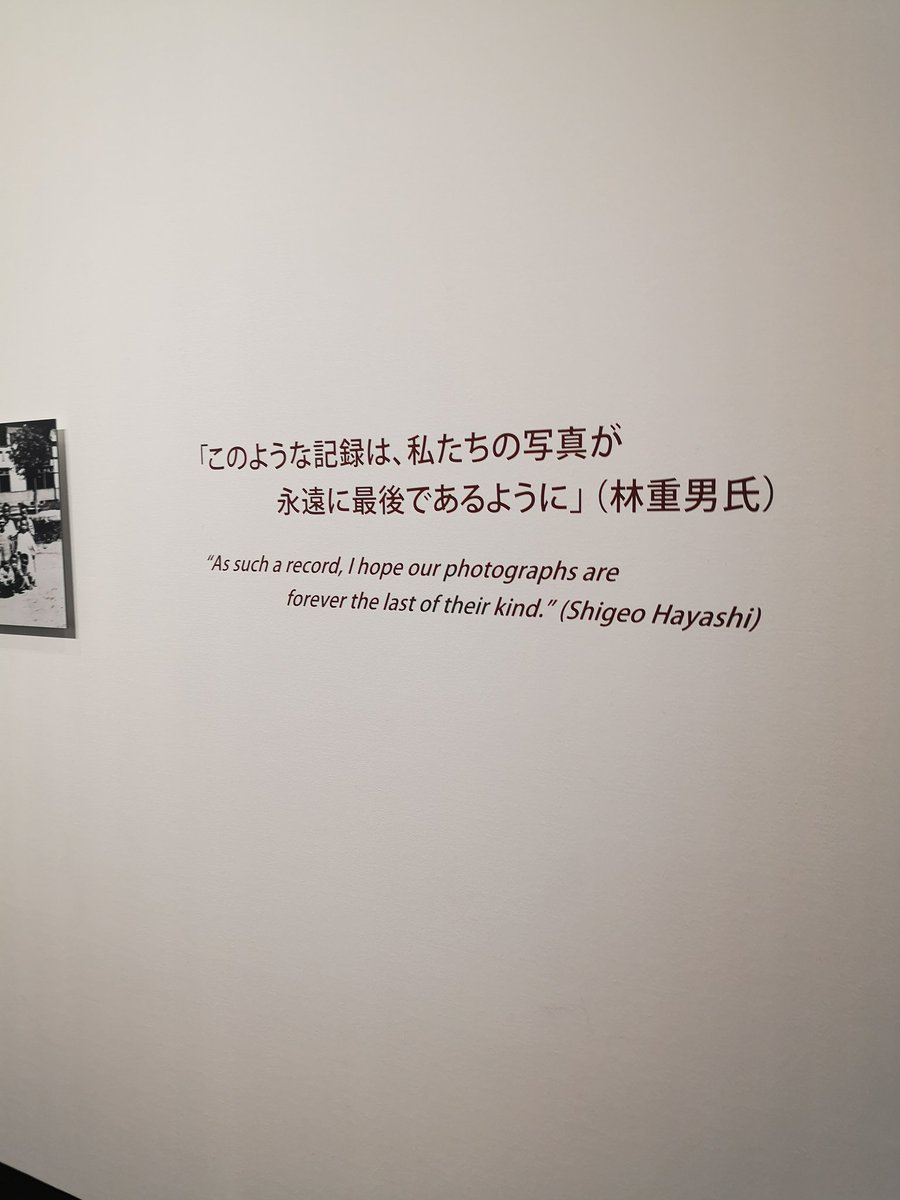 「このような記録は、私たちの写真が
永遠に最後であるように」（林重男氏）
“As such a record, I hope our photographs are
forever the last of their kind.” (Shigeo Hayashi)